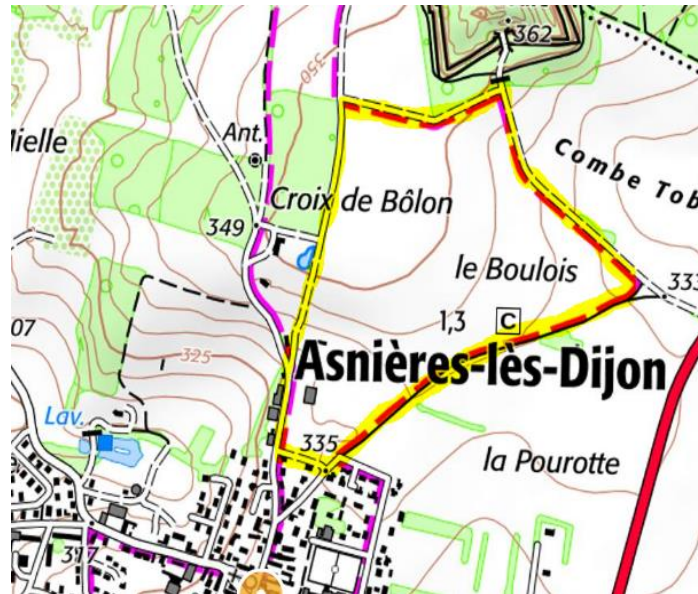 362
350
Ant.
Mielle
Combe Tob
Croix de Bôlon
349
le Boulois
333
07
1,3
C
325
Asnières-lès-Dijon
Lav.
335
la Pourotte
317